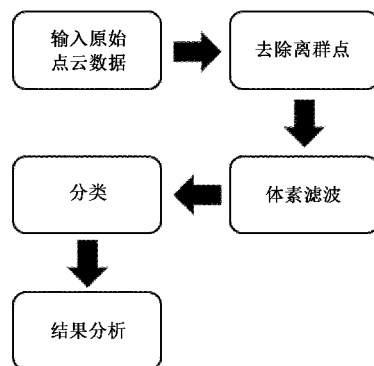 输入原始
点云数据
去除离群点
体素滤波
分类
结果分析